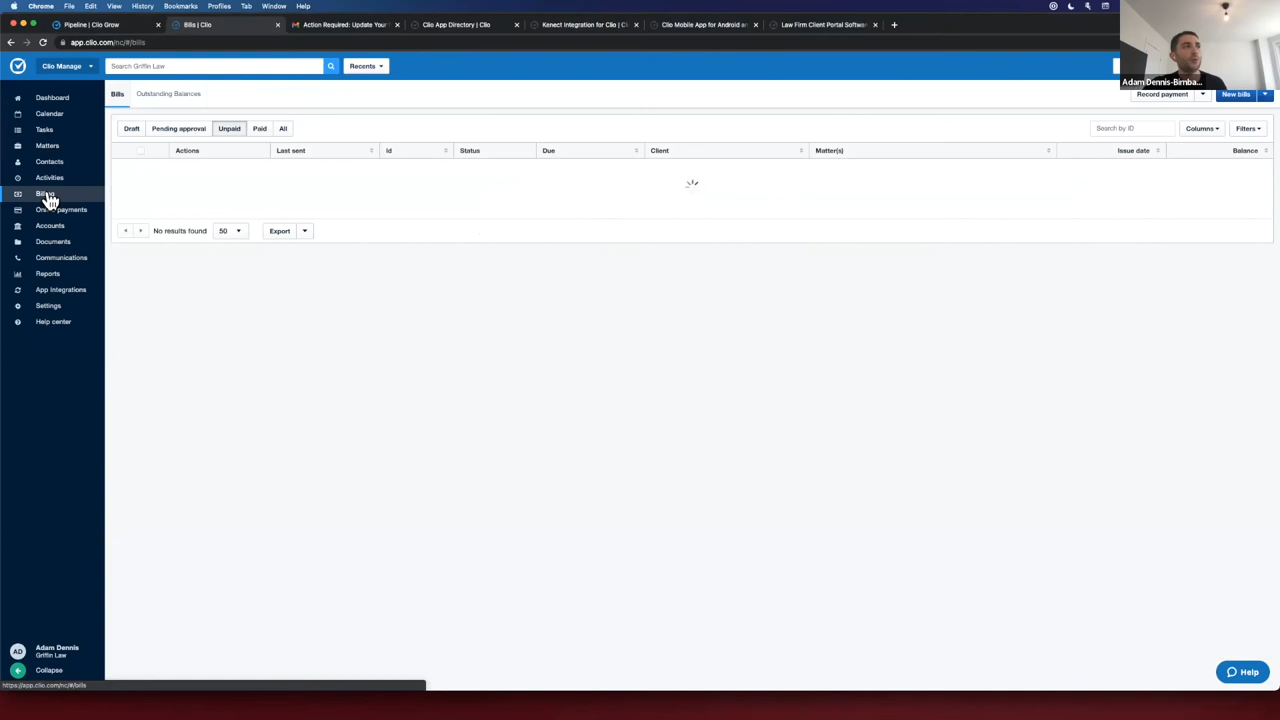 Chrome File Edit View History Bookmarks Profiles Tab Window Help
Pipeline | Clio Grow
Bills | Clio
Action Required: Update Your
Clio App Directory | Clio
Kenect Integration for Clio | C
Clio Mobile App for Android an
Law Firm Client Portal Softwar
app.clio.com/nc/#/bills
Clio Manage
Search Griffin Law
Recents
Adam Dennis-Birnba...
Dashboard
Calendar
Tasks
Matters
Contacts
Activities
Accounts
Documents
Communications
Reports
App Integrations
Settings
Help center
Bills Outstanding Balances
Record payment New bills
Draft Pending approval Unpaid Paid All
Search by ID Columns Filters
Actions Last sent Id Status Due Client Matter(s) Issue date Balance
No results found 50 Export
AD
Adam Dennis
Griffin Law
Collapse
https://app.clio.com/nc/#/bills
Help